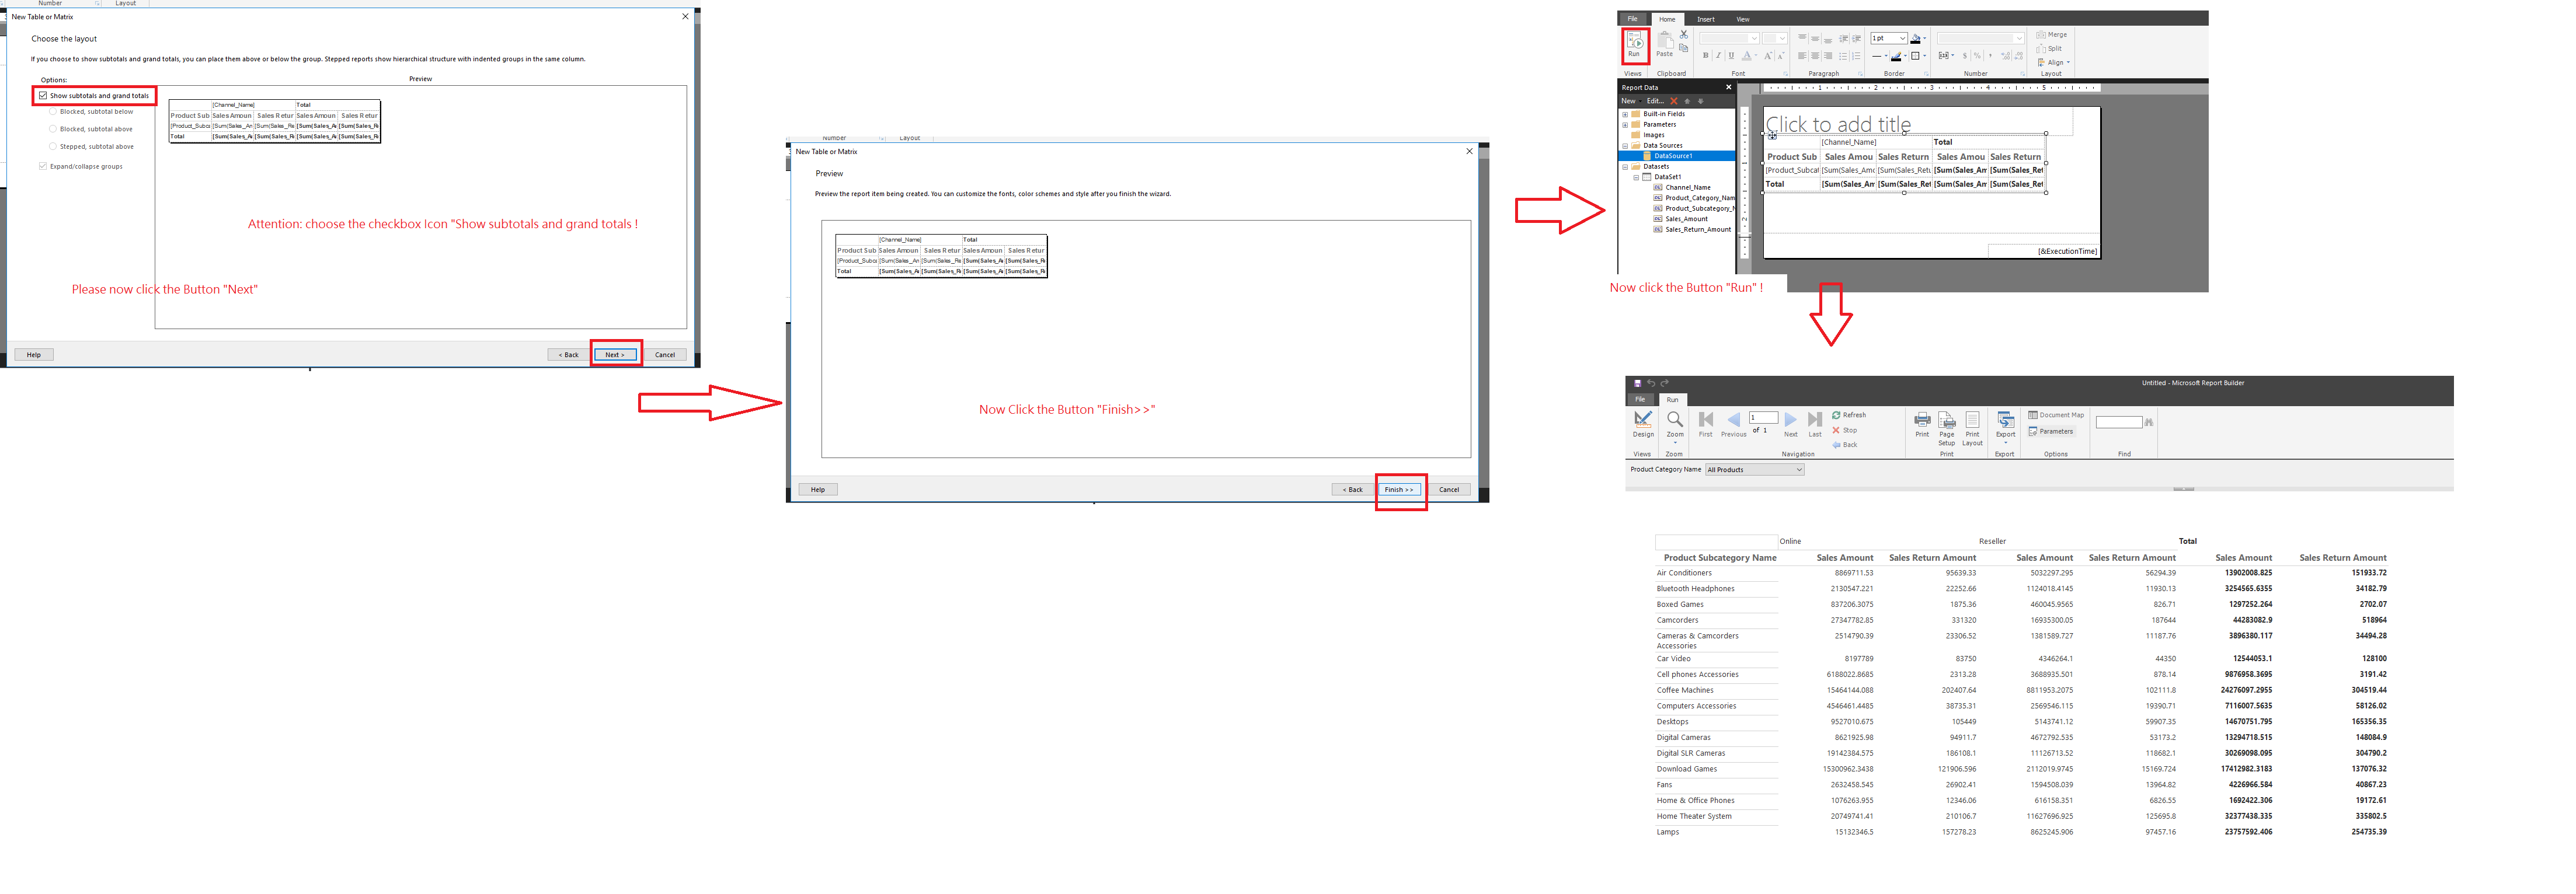 Number Layout
New Table or Matrix
Choose the layout
If you choose to show subtotals and grand totals, you can place them above or below the group. Stepped reports show hierarchical structure with indented groups in the same column.
Options:
Preview
Show subtotals and grand totals
Blocked, subtotal below
Blocked, subtotal above
Stepped, subtotal above
Expand/collapse groups
[Channel_Name] Total
Product Sub Sales Amoun Sales Retur Sales Amoun Sales Retur
[Product_Subca [Sum(Sales_An [Sum(Sales_Re [Sum(Sales_A [Sum(Sales_R
Total [Sum(Sales_A [Sum(Sales_R [Sum(Sales_A [Sum(Sales_R
Attention: choose the checkbox Icon "Show subtotals and grand totals !
Please now click the Button "Next"
Help < Back Next > Cancel
Number Layout
New Table or Matrix
Preview
Preview the report item being created. You can customize the fonts, color schemes and style after you finish the wizard.
[Channel_Name] Total
Product Sub Sales Amoun Sales Retur Sales Amoun Sales Retur
[Product_Subca [Sum(Sales_An [Sum(Sales_Re [Sum(Sales_A [Sum(Sales_R
Total [Sum(Sales_A [Sum(Sales_R [Sum(Sales_A [Sum(Sales_R
Now Click the Button "Finish>>"
Help < Back Finish >> Cancel
File Home Insert View
Run Paste
B I U A A A
1 pt
$ %
Merge
Split
Align
Views Clipboard Font Paragraph Border Number Layout
Report Data
New Edit...
Built-in Fields
Parameters
Images
Data Sources
DataSource1
Datasets
DataSet1
Channel_Name
Product_Category_Nam
Product_Subcategory_N
Sales_Amount
Sales_Return_Amount
1 2 3 4 5
Click to add title
[Channel_Name] Total
Product Sub Sales Amou Sales Return Sales Amou Sales Return
[Product_Subcat [Sum(Sales_Amo [Sum(Sales_Retu [Sum(Sales_Am [Sum(Sales_Ret
Total [Sum(Sales_Am [Sum(Sales_Ret [Sum(Sales_Am [Sum(Sales_Ret
[&ExecutionTime]
Now click the Button "Run" !
Untitled - Microsoft Report Builder
File Run
Design Zoom First Previous 1 of 1 Next Last
Refresh
Stop
Back
Print Page Setup Print Layout Export
Document Map
Parameters
Views Zoom Navigation Print Export Options Find
Product Category Name All Products
Online Reseller Total
Product Subcategory Name Sales Amount Sales Return Amount Sales Amount Sales Return Amount Sales Amount Sales Return Amount
Air Conditioners 8869711.53 95639.33 5032297.295 56294.39 13902008.825 151933.72
Bluetooth Headphones 2130547.221 22252.66 1124018.4145 11930.13 3254565.6355 34182.79
Boxed Games 837206.3075 1875.36 460045.9565 826.71 1297252.264 2702.07
Camcorders 27347782.85 331320 16935300.05 187644 44283082.9 518964
Cameras & Camcorders Accessories 2514790.39 23306.52 1381589.727 11187.76 3896380.117 34494.28
Car Video 8197789 83750 4346264.1 44350 12544053.1 128100
Cell phones Accessories 6188022.8685 2313.28 3688935.501 878.14 9876958.3695 3191.42
Coffee Machines 15464144.088 202407.64 8811953.2075 102111.8 24276097.2955 304519.44
Computers Accessories 4546461.4485 38735.31 2569546.115 19390.71 7116007.5635 58126.02
Desktops 9527010.675 105449 5143741.12 59907.35 14670751.795 165356.35
Digital Cameras 8621925.98 94911.7 4672792.535 53173.2 13294718.515 148084.9
Digital SLR Cameras 19142384.575 186108.1 11126713.52 118682.1 30269098.095 304790.2
Download Games 15300962.3438 121906.596 2112019.9745 15169.724 17412982.3183 137076.32
Fans 2632458.545 26902.41 1594508.039 13964.82 4226966.584 40867.23
Home & Office Phones 1076263.955 12346.06 616158.351 6826.55 1692422.306 19172.61
Home Theater System 20749741.41 210106.7 11627696.925 125695.8 32377438.335 335802.5
Lamps 15132346.5 157278.23 8625245.906 97457.16 23757592.406 254735.39